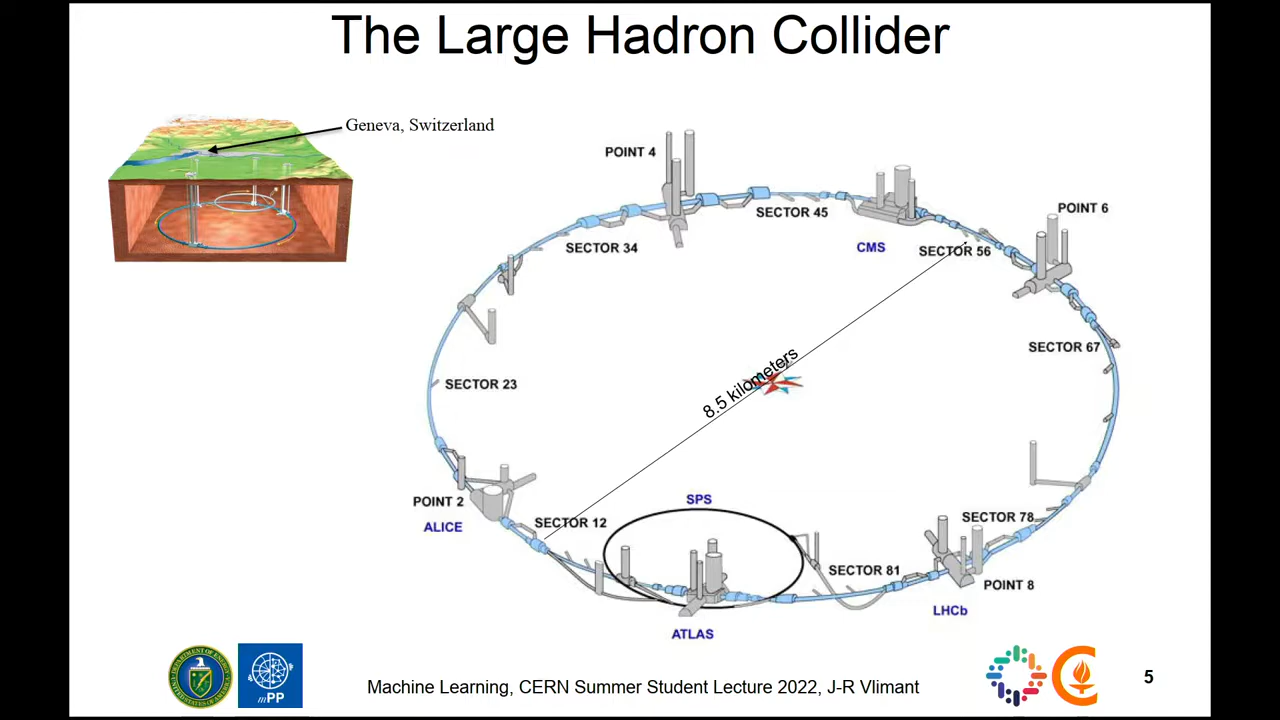 The Large Hadron Collider
Geneva, Switzerland
POINT 4
SECTOR 45
POINT 6
SECTOR 34
CMS
SECTOR 56
SECTOR 67
8.5 kilometers
SECTOR 23
POINT 2
ALICE
SPS
SECTOR 12
SECTOR 78
SECTOR 81
POINT 8
LHCb
ATLAS
mPP
Machine Learning, CERN Summer Student Lecture 2022, J-R Vlimant
5